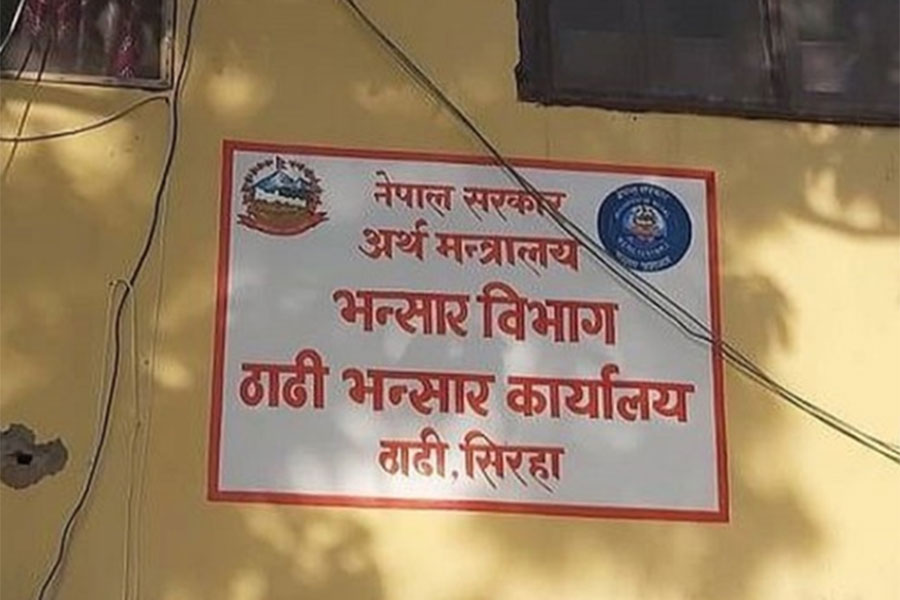 नेपाल सरकार
अर्थ मन्त्रालय
भन्सार विभाग
ठाढी भन्सार कार्यालय
ठाढी, सिरहा